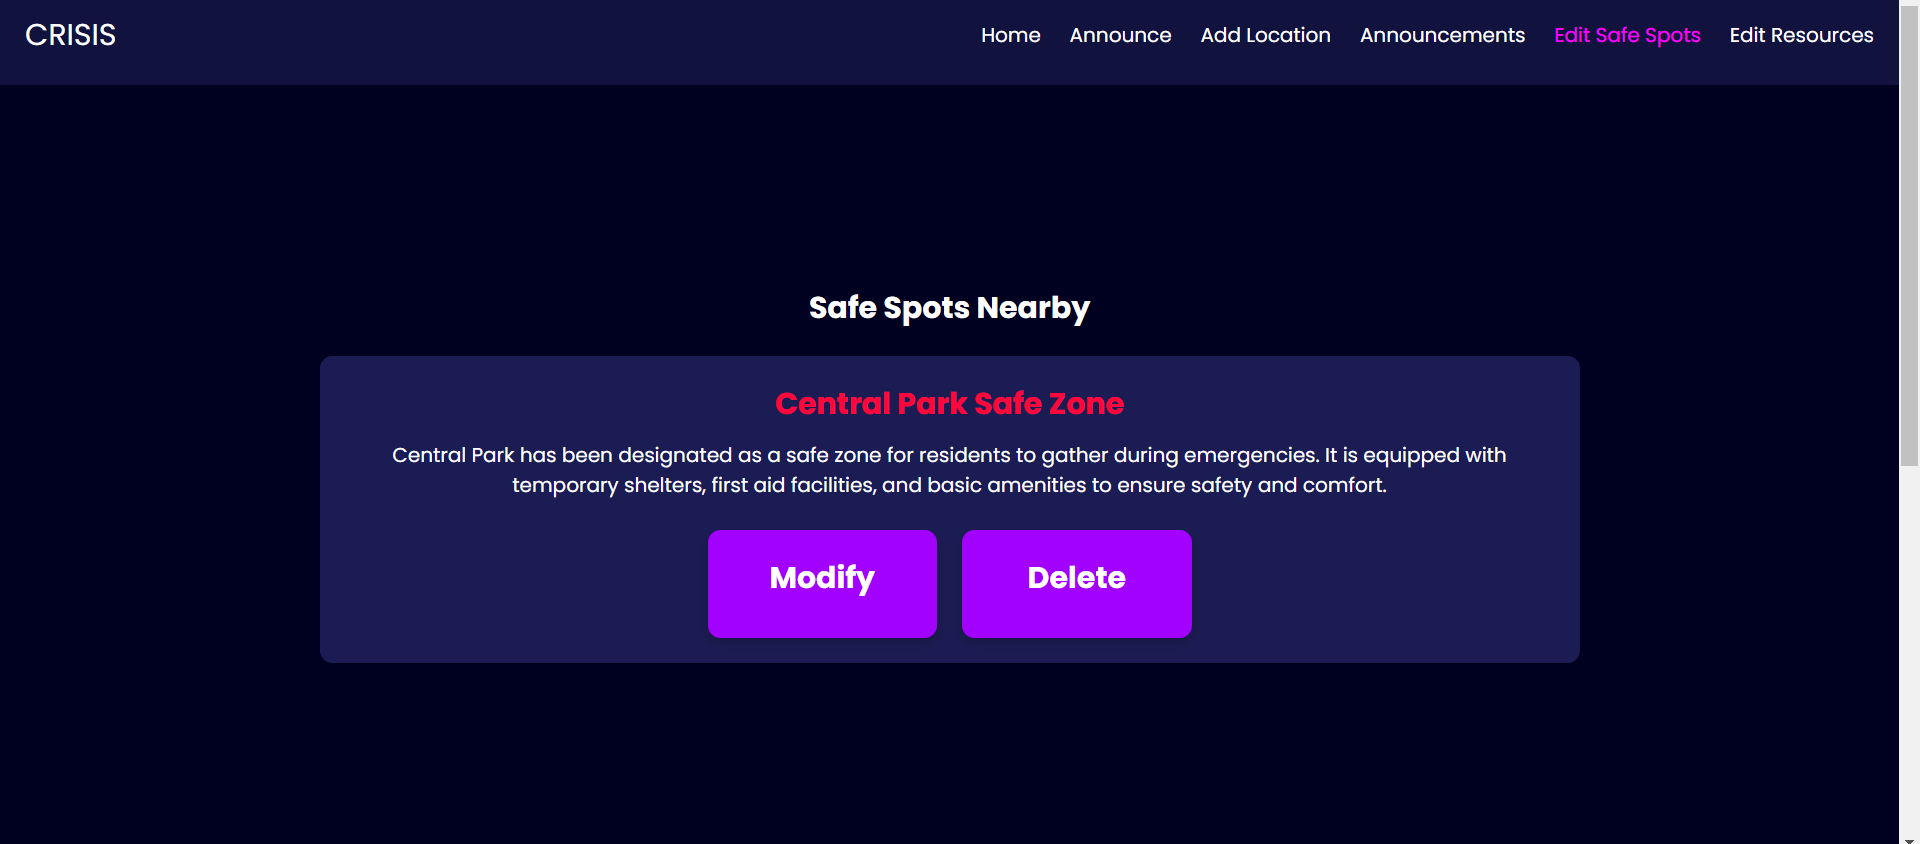 CRISIS
Home Announce Add Location Announcements Edit Safe Spots Edit Resources
Safe Spots Nearby
Central Park Safe Zone
Central Park has been designated as a safe zone for residents to gather during emergencies. It is equipped with
temporary shelters, first aid facilities, and basic amenities to ensure safety and comfort.
Modify Delete